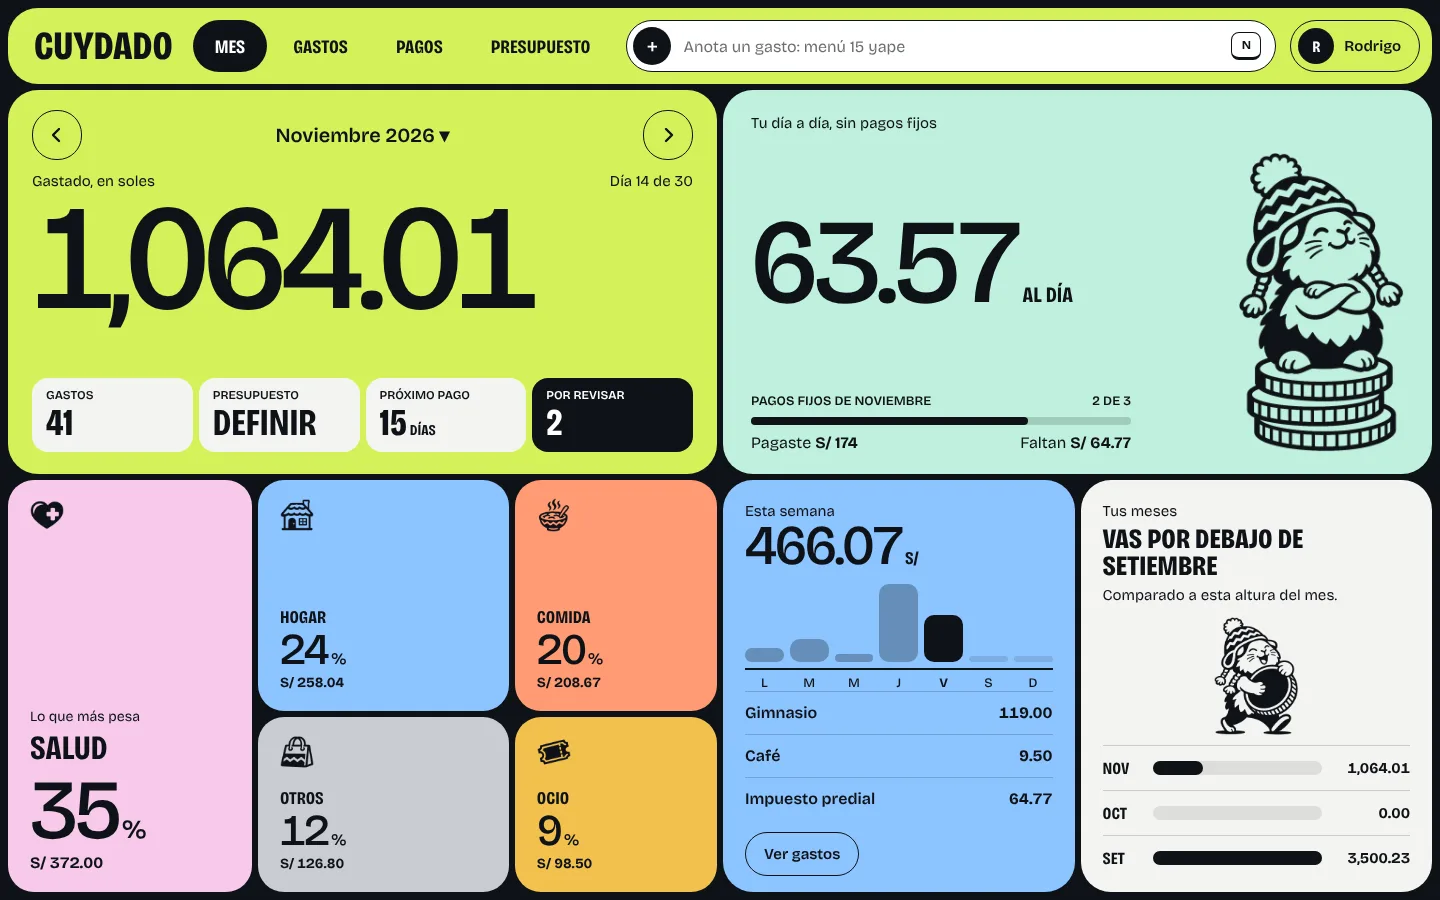 CUYDADO
MES
GASTOS
PAGOS
PRESUPUESTO
+
Anota un gasto: menú 15 yape
N
R
Rodrigo
Noviembre 2026 ▾
Gastado, en soles
Día 14 de 30
1,064.01
GASTOS
41
PRESUPUESTO
DEFINIR
PRÓXIMO PAGO
15 DÍAS
POR REVISAR
2
Tu día a día, sin pagos fijos
63.57 AL DÍA
PAGOS FIJOS DE NOVIEMBRE
2 DE 3
Pagaste S/ 174
Faltan S/ 64.77
Lo que más pesa
SALUD
35%
S/ 372.00
HOGAR
24%
S/ 258.04
COMIDA
20%
S/ 208.67
OTROS
12%
S/ 126.80
OCIO
9%
S/ 98.50
Esta semana
466.07 S/
L M M J V S D
Gimnasio 119.00
Café 9.50
Impuesto predial 64.77
Ver gastos
Tus meses
VAS POR DEBAJO DE
SETIEMBRE
Comparado a esta altura del mes.
NOV 1,064.01
OCT 0.00
SET 3,500.23